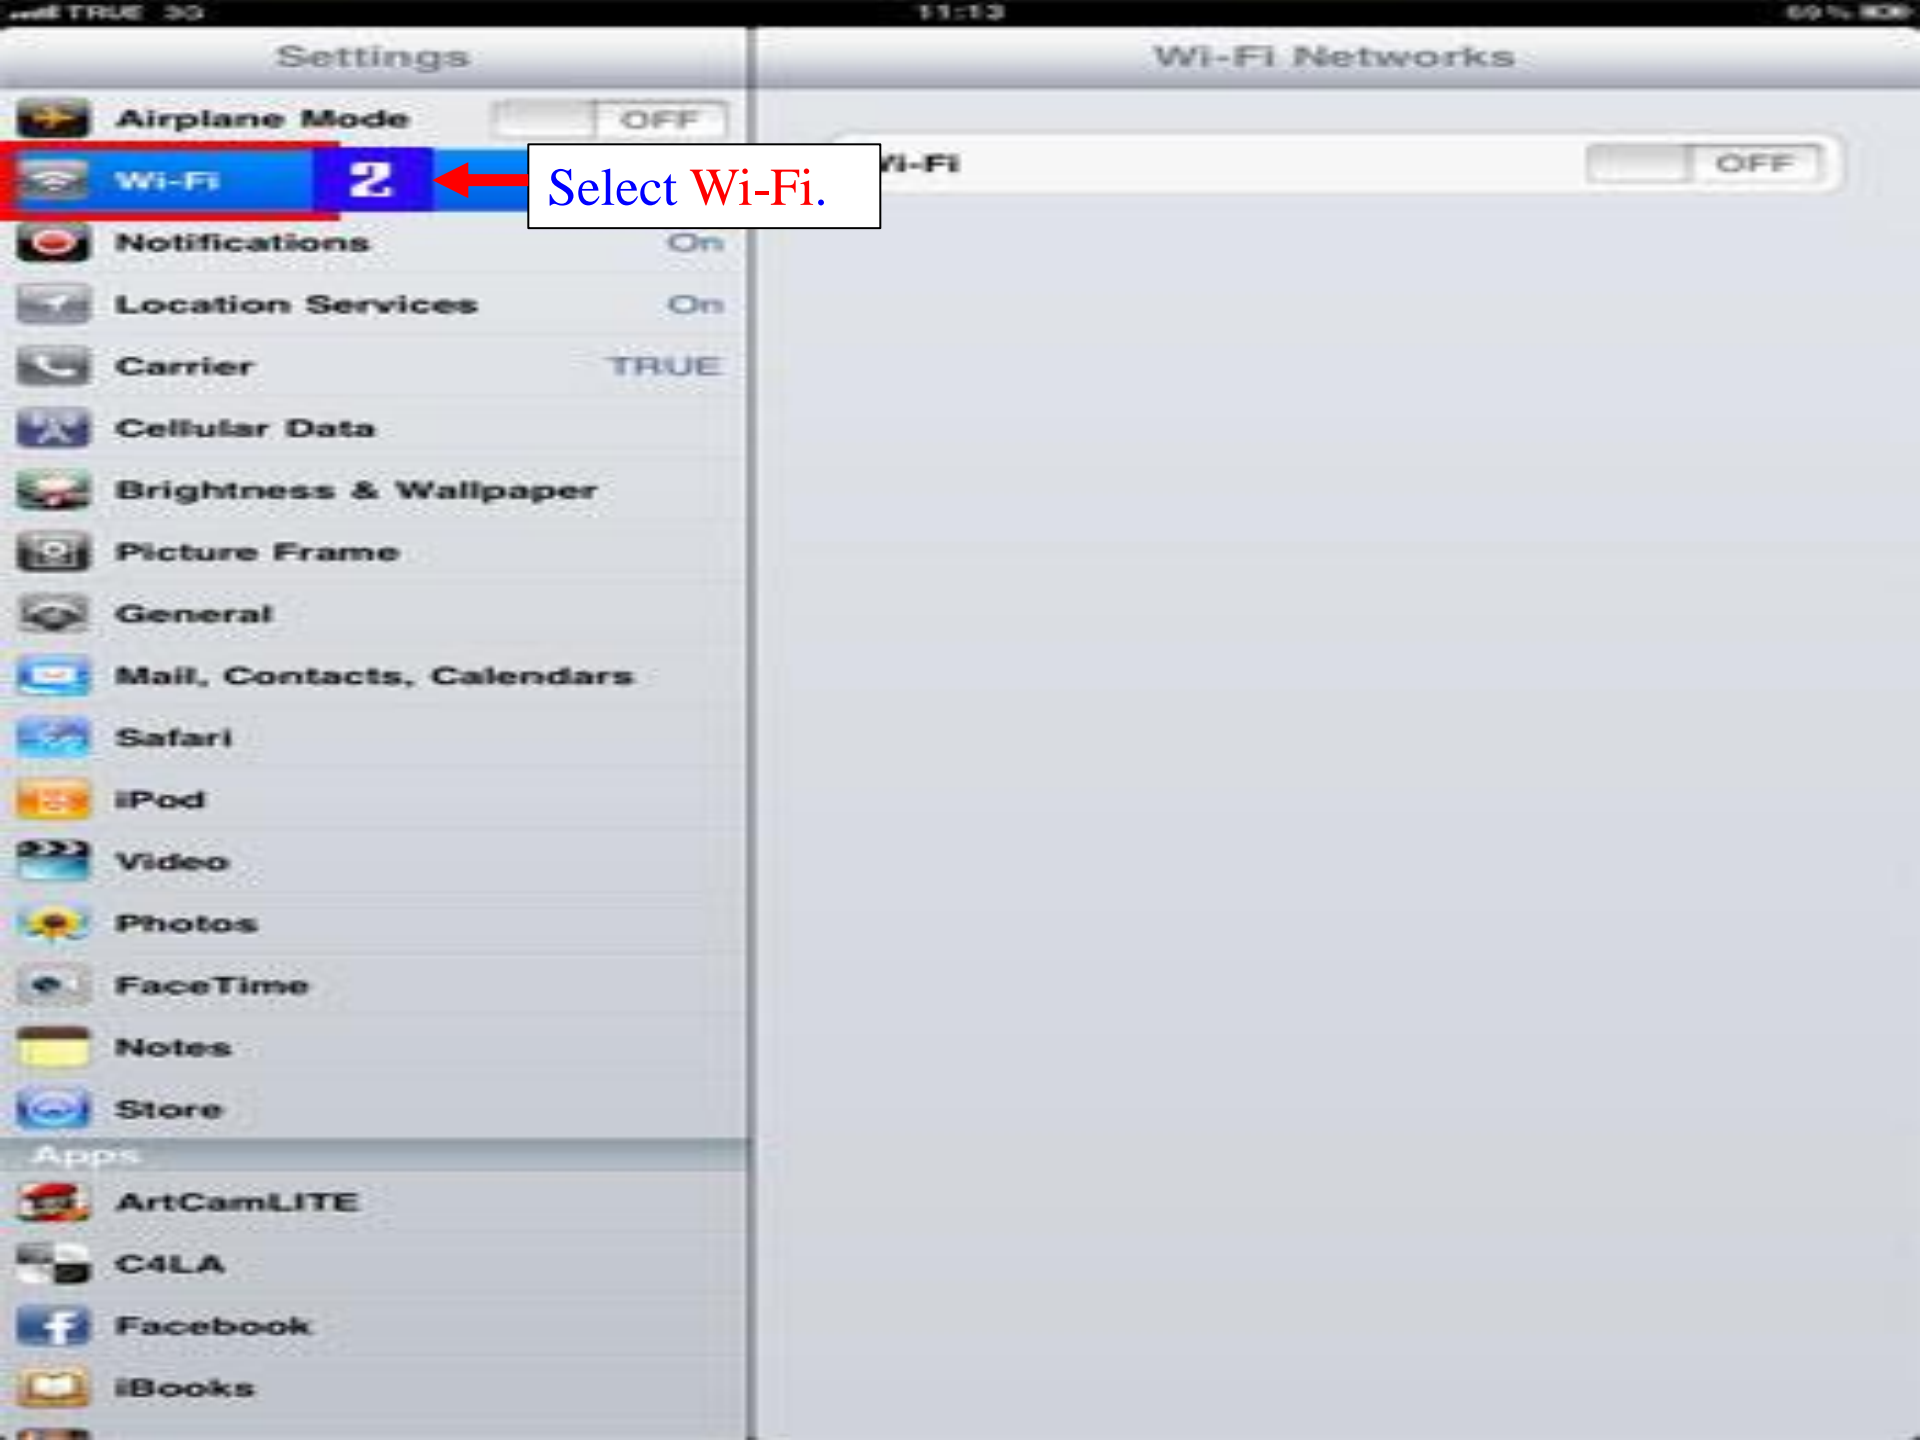 TRUE 3G 11:13 69 %
Settings
Wi-Fi Networks
Airplane Mode OFF
Wi-Fi 2 Select Wi-Fi.
Wi-Fi OFF
Notifications On
Location Services On
Carrier TRUE
Cellular Data
Brightness & Wallpaper
Picture Frame
General
Mail, Contacts, Calendars
Safari
iPod
Video
Photos
FaceTime
Notes
Store
Apps
ArtCamLITE
C4LA
Facebook
iBooks